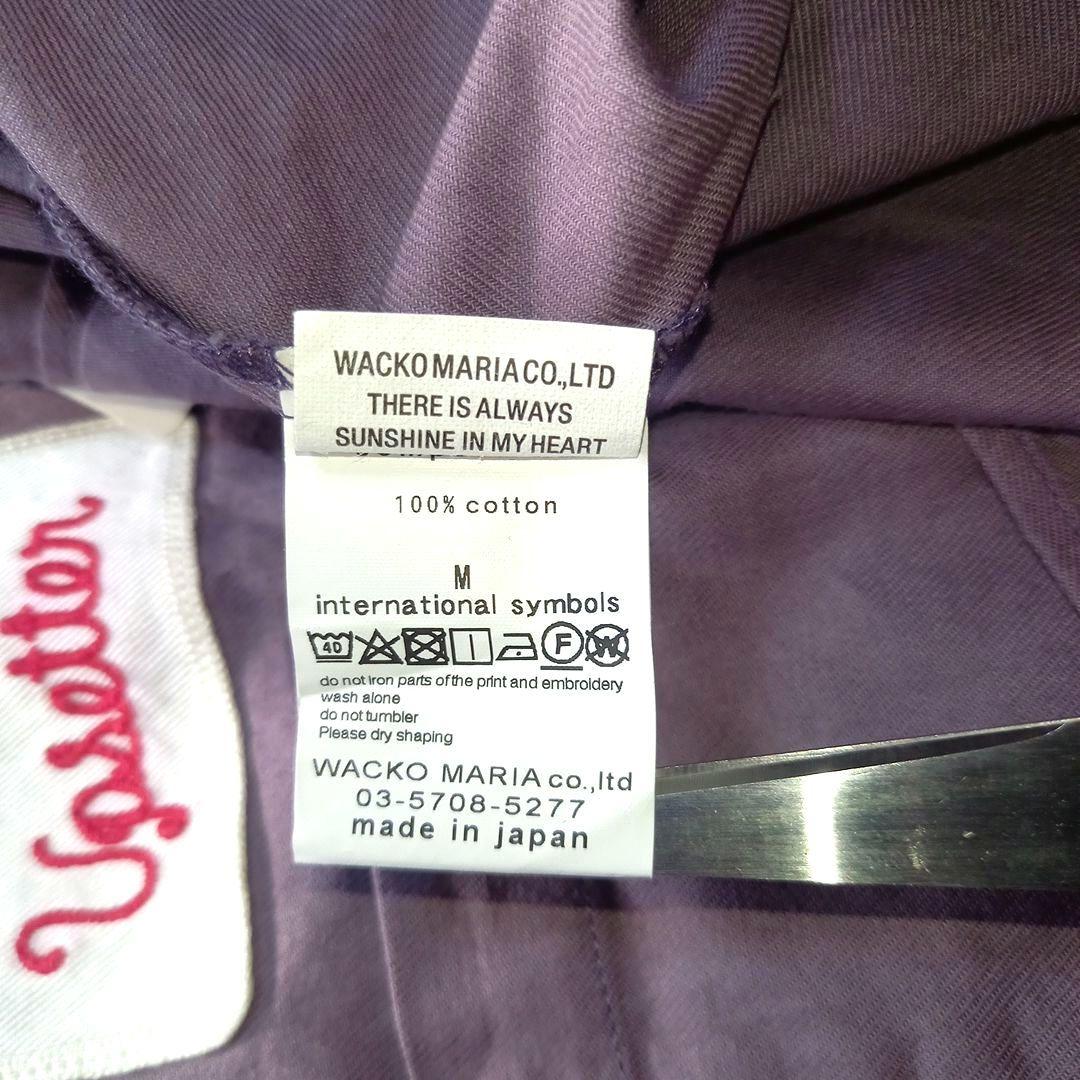 WACKO MARIA CO.,LTD
THERE IS ALWAYS
SUNSHINE IN MY HEART
100% cotton
M
international symbols
40 F W
do not iron parts of the print and embroidery
wash alone
do not tumbler
Please dry shaping
WACKO MARIA co.,ltd
03-5708-5277
made in japan
Upsetter